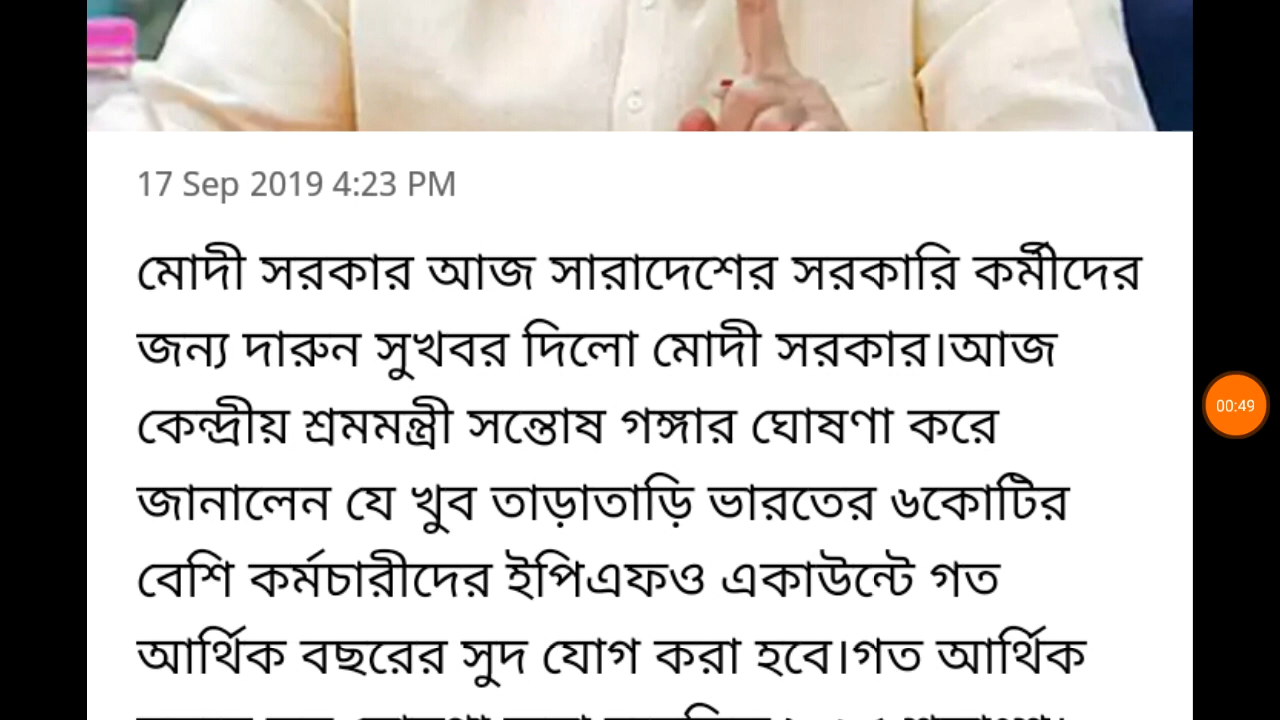 17 Sep 2019 4:23 PM
মোদী সরকার আজ সারাদেশের সরকারি কর্মীদের
জন্য দারুন সুখবর দিলো মোদী সরকার।আজ
কেন্দ্রীয় শ্রমমন্ত্রী সন্তোষ গঙ্গার ঘোষণা করে
জানালেন যে খুব তাড়াতাড়ি ভারতের ৬কোটির
বেশি কর্মচারীদের ইপিএফও একাউন্টে গত
আর্থিক বছরের সুদ যোগ করা হবে।গত আর্থিক
00:49